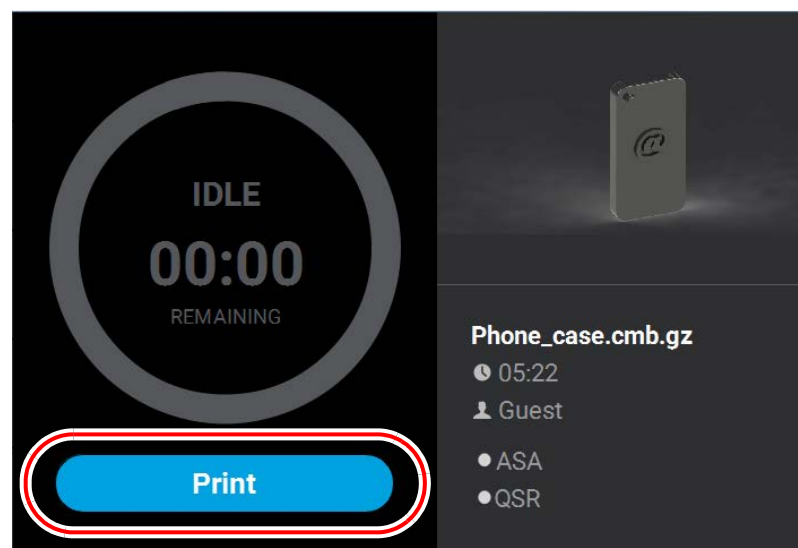 IDLE
00:00
REMAINING
Print
@
Phone_case.cmb.gz
05:22
Guest
ASA
QSR